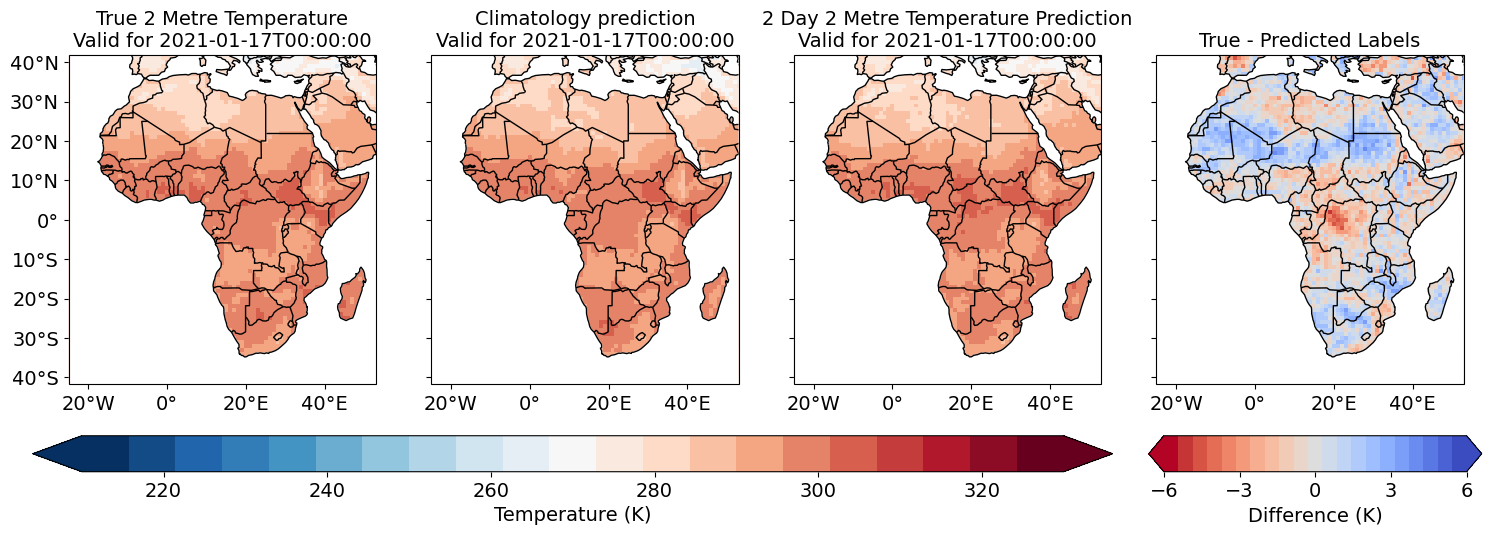 True 2 Metre Temperature
Valid for 2021-01-17T00:00:00
Climatology prediction
Valid for 2021-01-17T00:00:00
2 Day 2 Metre Temperature Prediction
Valid for 2021-01-17T00:00:00
True - Predicted Labels
40°N
30°N
20°N
10°N
0°
10°S
20°S
30°S
40°S
20°W 0° 20°E 40°E
20°W 0° 20°E 40°E
20°W 0° 20°E 40°E
20°W 0° 20°E 40°E
220 240 260 280 300 320
Temperature (K)
−6 −3 0 3 6
Difference (K)